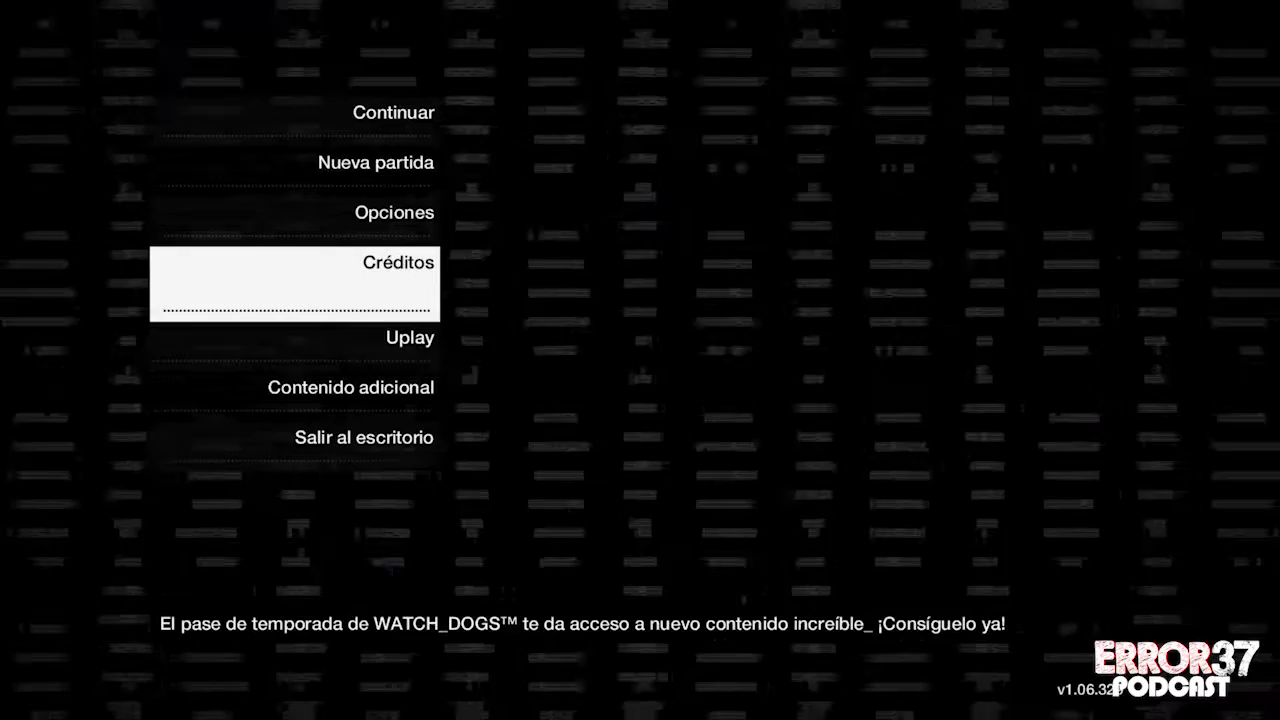 Continuar
Nueva partida
Opciones
Créditos
Uplay
Contenido adicional
Salir al escritorio
El pase de temporada de WATCH_DOGS™ te da acceso a nuevo contenido increíble_ ¡Consíguelo ya!
ERROR37
PODCAST